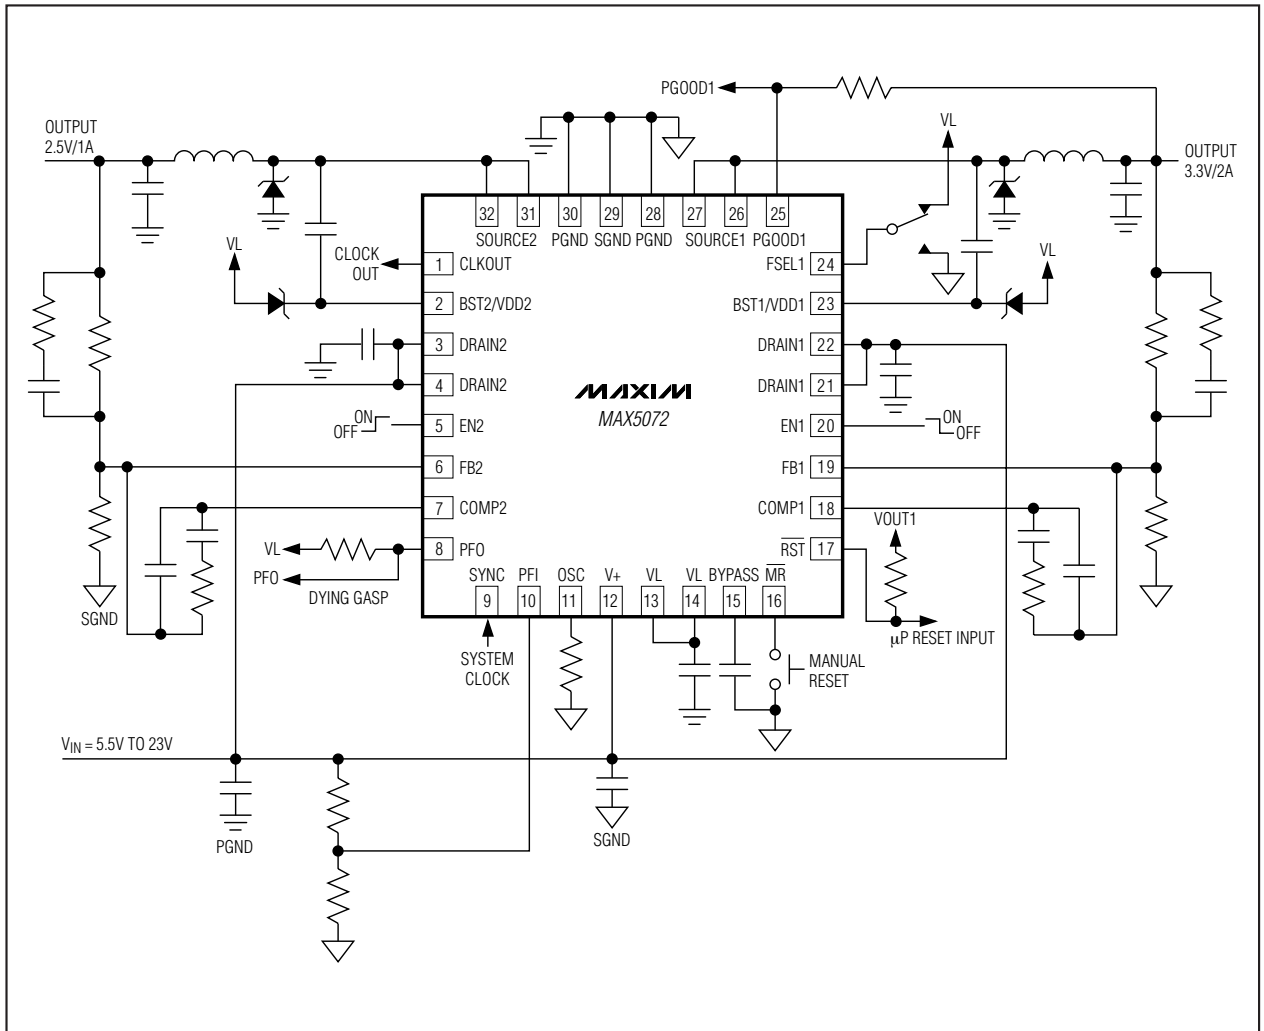 PGOOD1
OUTPUT
2.5V/1A
VL
OUTPUT
3.3V/2A
32
31
30
29
28
27
26
25
SOURCE2
PGND
SGND
PGND
SOURCE1
PGOOD1
VL
CLOCK
OUT
1
CLKOUT
FSEL1
24
VL
2
BST2/VDD2
BST1/VDD1
23
3
DRAIN2
DRAIN1
22
4
DRAIN2
DRAIN1
21
MAXIM
MAX5072
ON
OFF
5
EN2
EN1
20
ON
OFF
6
FB2
FB1
19
7
COMP2
COMP1
18
VOUT1
VL
8
PFO
RST
17
PFO
DYING GASP
SYNC
PFI
OSC
V+
VL
VL
BYPASS
MR
9
10
11
12
13
14
15
16
SGND
µP RESET INPUT
SYSTEM
CLOCK
MANUAL
RESET
VIN = 5.5V TO 23V
PGND
SGND